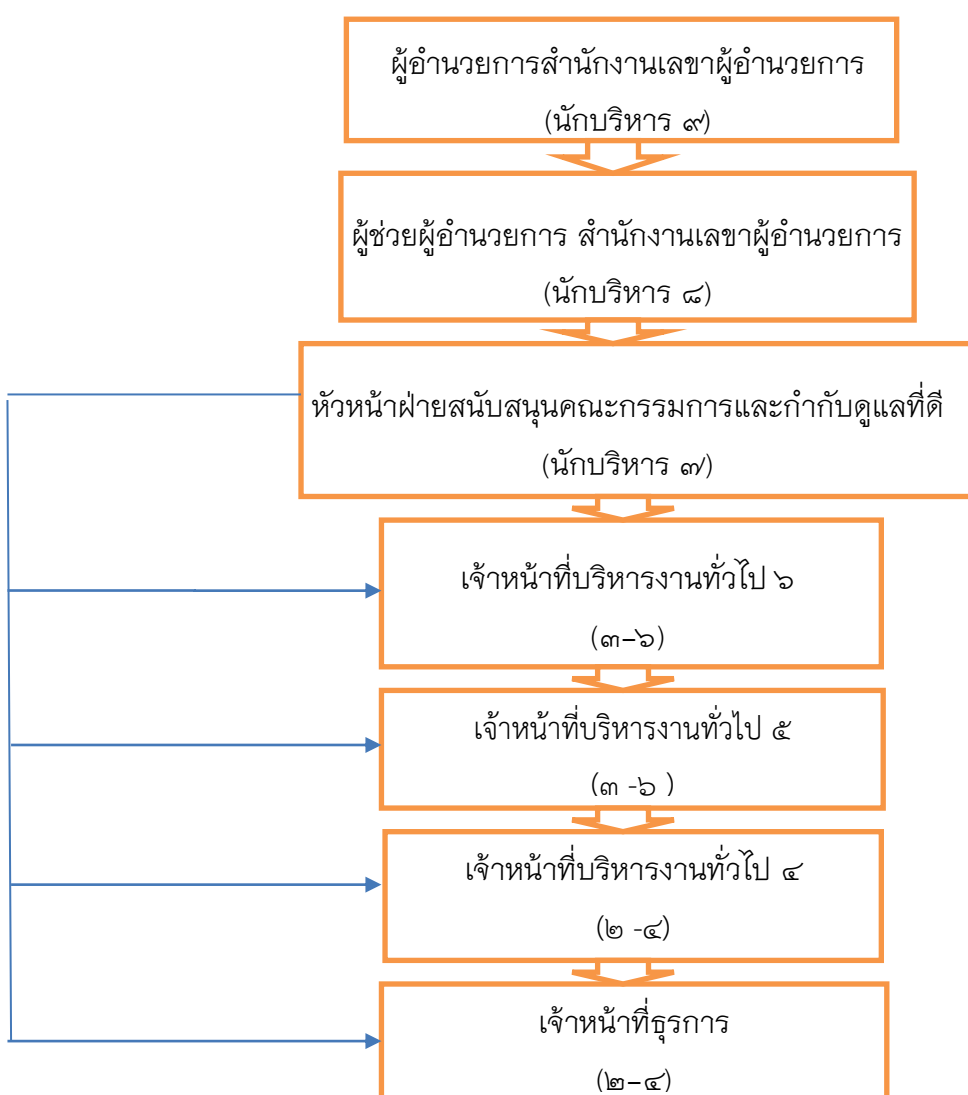 ผู้อำนวยการสำนักงานเลขาผู้อำนวยการ
(นักบริหาร ๙)
ผู้ช่วยผู้อำนวยการ สำนักงานเลขาผู้อำนวยการ
(นักบริหาร ๘)
หัวหน้าฝ่ายสนับสนุนคณะกรรมการและกำกับดูแลที่ดี
(นักบริหาร ๗)
เจ้าหน้าที่บริหารงานทั่วไป ๖
(๓–๖)
เจ้าหน้าที่บริหารงานทั่วไป ๕
(๓ -๖ )
เจ้าหน้าที่บริหารงานทั่วไป ๔
(๒ -๔)
เจ้าหน้าที่ธุรการ
(๒–๔)